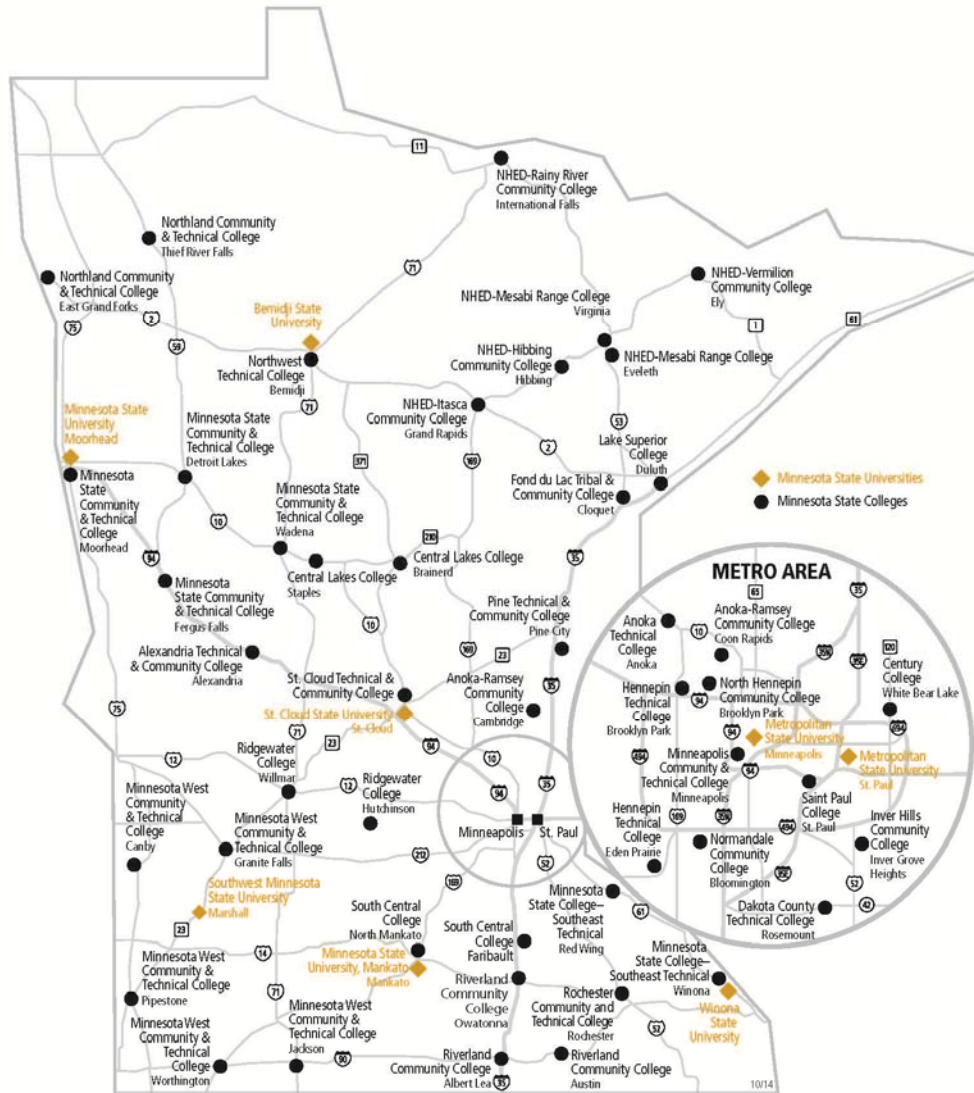 11
NHED-Rainy River
Community College
International Falls
Northland Community
& Technical College
Thief River Falls
71
Northland Community
& Technical College
East Grand Forks
NHED-Vermilion
Community College
Ely
NHED-Mesabi Range College
Virginia
Bemidji State
University
75
2
59
1
61
NHED-Hibbing
Community College
Hibbing
NHED-Mesabi Range College
Eveleth
Northwest
Technical College
Bemidji
71
NHED-Itasca
Community College
Grand Rapids
53
2
Minnesota State
University
Moorhead
Minnesota State
Community &
Technical College
Detroit Lakes
Lake Superior
College
Duluth
371
169
Minnesota
State
Community
& Technical
College
Moorhead
Minnesota State
Community &
Technical College
Wadena
Fond du Lac Tribal &
Community College
Cloquet
Minnesota State Universities
Minnesota State Colleges
10
210
35
94
Central Lakes College
Staples
Central Lakes College
Brainerd
Minnesota
State Community
& Technical College
Fergus Falls
Pine Technical &
Community College
Pine City
10
169
23
Alexandria Technical
& Community College
Alexandria
35
St. Cloud Technical &
Community College
Anoka-Ramsey
Community
College
Cambridge
St. Cloud State University
St. Cloud
75
71
23
94
10
12
Ridgewater
College
Willmar
12
Ridgewater
College
Hutchinson
94
35
Minnesota West
Community
& Technical
College
Canby
Minneapolis
St. Paul
Minnesota West
Community &
Technical College
Granite Falls
212
52
169
Southwest Minnesota
State University
Marshall
Minnesota
State College–
Southeast
Technical
Red Wing
61
23
South Central
College
North Mankato
South Central
College
Faribault
14
Minnesota State
University, Mankato
Mankato
Minnesota
State College–
Southeast Technical
Winona
Minnesota West
Community &
Technical College
Pipestone
71
Riverland
Community
College
Owatonna
Rochester
Community and
Technical College
Rochester
Winona
State
University
52
Minnesota West
Community &
Technical
College
Worthington
Minnesota West
Community &
Technical College
Jackson
90
Riverland
Community College
Albert Lea
35
Riverland
Community College
Austin
10/14
METRO AREA
65
35
Anoka
Technical
College
Anoka
10
Anoka-Ramsey
Community College
Coon Rapids
35W
35E
120
Century
College
White Bear Lake
Hennepin
Technical
College
Brooklyn Park
94
North Hennepin
Community College
Brooklyn Park
694
94
Metropolitan
State University
Minneapolis
494
Minneapolis
Community &
Technical College
Minneapolis
94
Metropolitan
State University
St. Paul
Saint Paul
College
St. Paul
169
35W
494
Hennepin
Technical
College
Eden Prairie
Normandale
Community
College
Bloomington
Inver Hills
Community
College
Inver Grove
Heights
35E
52
42
Dakota County
Technical College
Rosemount